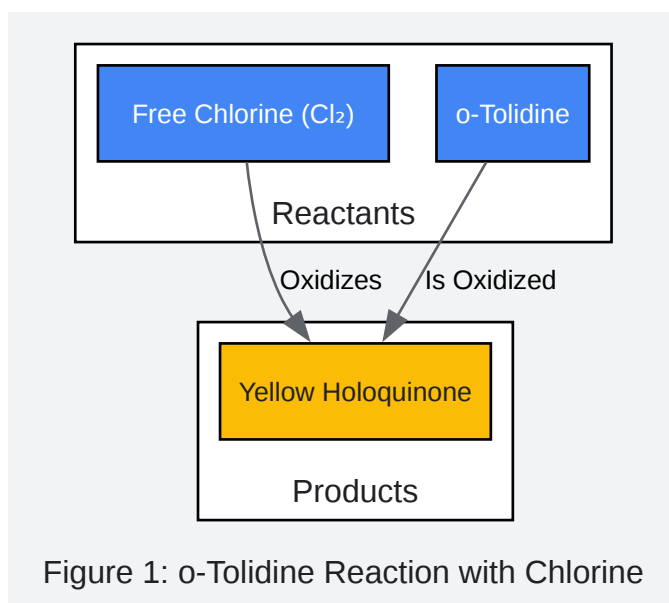 Free Chlorine (Cl₂)
o-Tolidine
Reactants
Oxidizes
Is Oxidized
Yellow Holoquinone
Products
Figure 1: o-Tolidine Reaction with Chlorine